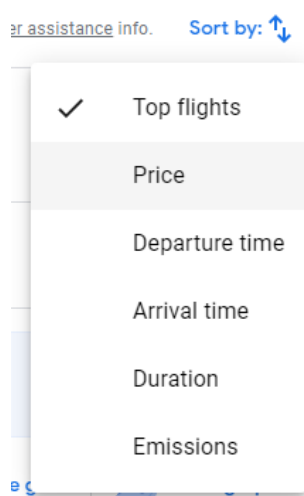 er assistance info. Sort by:
Top flights
Price
Departure time
Arrival time
Duration
Emissions